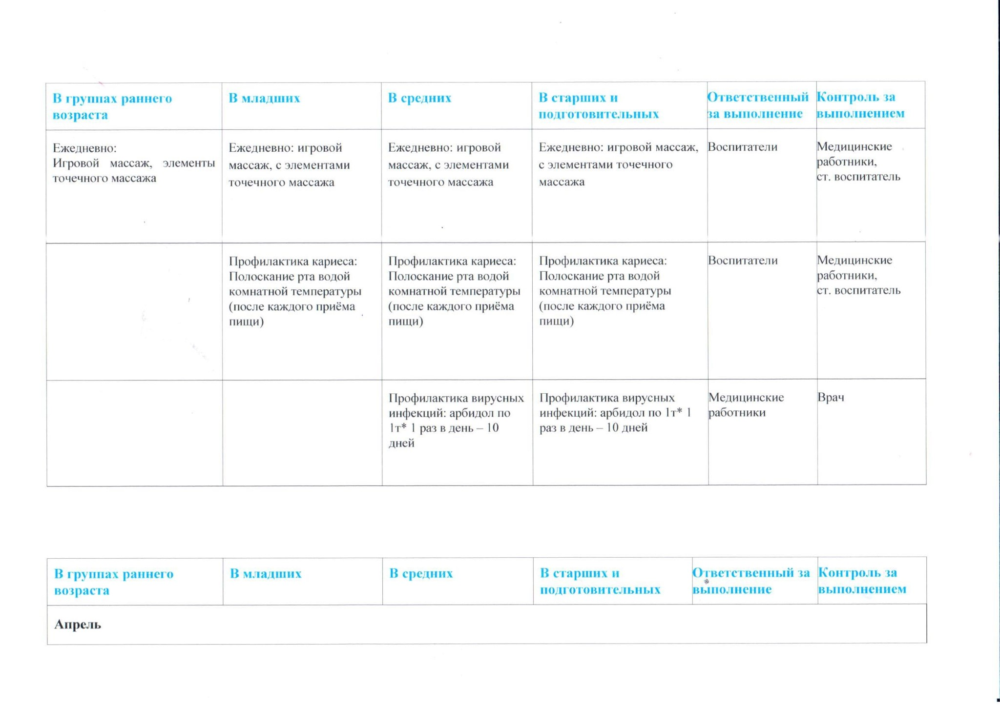 В группах раннего
возраста
В младших
В средних
В старших и
подготовительных
Ответственный
за выполнение
Контроль за
выполнением
Ежедневно:
Игровой массаж, элементы
точечного массажа
Ежедневно: игровой
массаж, с элементами
точечного массажа
Ежедневно: игровой
массаж, с элементами
точечного массажа
Ежедневно: игровой массаж,
с элементами точечного
массажа
Воспитатели
Медицинские
работники,
ст. воспитатель
Профилактика кариеса:
Полоскание рта водой
комнатной температуры
(после каждого приёма
пищи)
Профилактика кариеса:
Полоскание рта водой
комнатной температуры
(после каждого приёма
пищи)
Профилактика кариеса:
Полоскание рта водой
комнатной температуры
(после каждого приёма
пищи)
Воспитатели
Медицинские
работники,
ст. воспитатель
Профилактика вирусных
инфекций: арбидол по
1т* 1 раз в день – 10
дней
Профилактика вирусных
инфекций: арбидол по 1т* 1
раз в день – 10 дней
Медицинские
работники
Врач
В группах раннего
возраста
В младших
В средних
В старших и
подготовительных
Ответственный за
выполнение
Контроль за
выполнением
Апрель